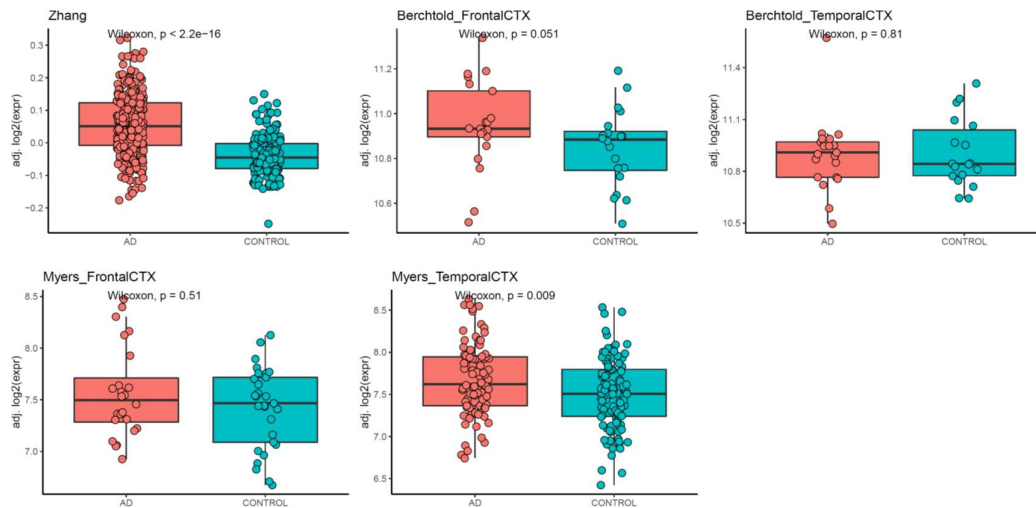 Zhang
Wilcoxon, p < 2.2e−16
adj. log2(expr)
0.3
0.2
0.1
0.0
−0.1
−0.2
AD
CONTROL
Berchtold_FrontalCTX
Wilcoxon, p = 0.051
adj. log2(expr)
11.2
11.0
10.8
10.6
AD
CONTROL
Berchtold_TemporalCTX
Wilcoxon, p = 0.81
adj. log2(expr)
11.4
11.1
10.8
10.5
AD
CONTROL
Myers_FrontalCTX
Wilcoxon, p = 0.51
adj. log2(expr)
8.5
8.0
7.5
7.0
AD
CONTROL
Myers_TemporalCTX
Wilcoxon, p = 0.009
adj. log2(expr)
8.5
8.0
7.5
7.0
6.5
AD
CONTROL